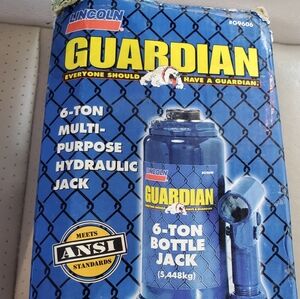 LINCOLN
#G9606
GUARDIAN
EVERYONE SHOULD HAVE A GUARDIAN.
6-TON
MULTI-
PURPOSE
HYDRAULIC
JACK
MEETS
ANSI
STANDARDS
LINCOLN
GUARDIAN
6-TON
BOTTLE
JACK
(5,448kg)